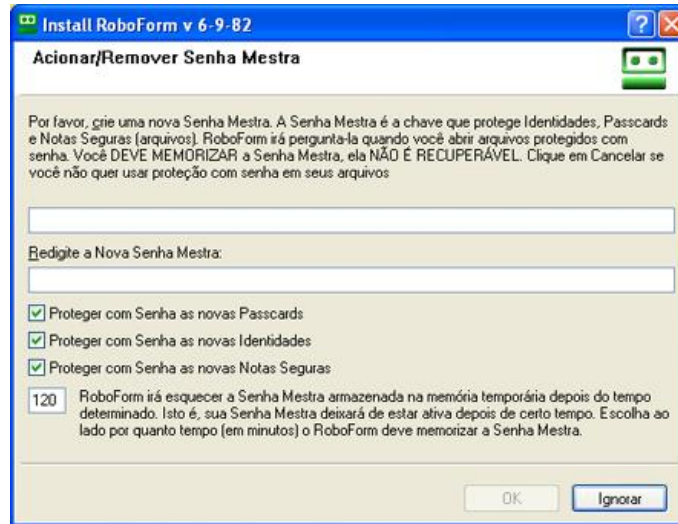 Install RoboForm v 6-9-82
Acionar/Remover Senha Mestra
Por favor, crie uma nova Senha Mestra. A Senha Mestra é a chave que protege Identidades, Passcards
e Notas Seguras (arquivos). RoboForm irá pergunta-la quando você abrir arquivos protegidos com
senha. Você DEVE MEMORIZAR a Senha Mestra, ela NÃO É RECUPERÁVEL. Clique em Cancelar se
você não quer usar proteção com senha em seus arquivos
Redigite a Nova Senha Mestra:
Proteger com Senha as novas Passcards
Proteger com Senha as novas Identidades
Proteger com Senha as novas Notas Seguras
120 RoboForm irá esquecer a Senha Mestra armazenada na memória temporária depois do tempo
determinado. Isto é, sua Senha Mestra deixará de estar ativa depois de certo tempo. Escolha ao
lado por quanto tempo (em minutos) o RoboForm deve memorizar a Senha Mestra.
OK Ignorar